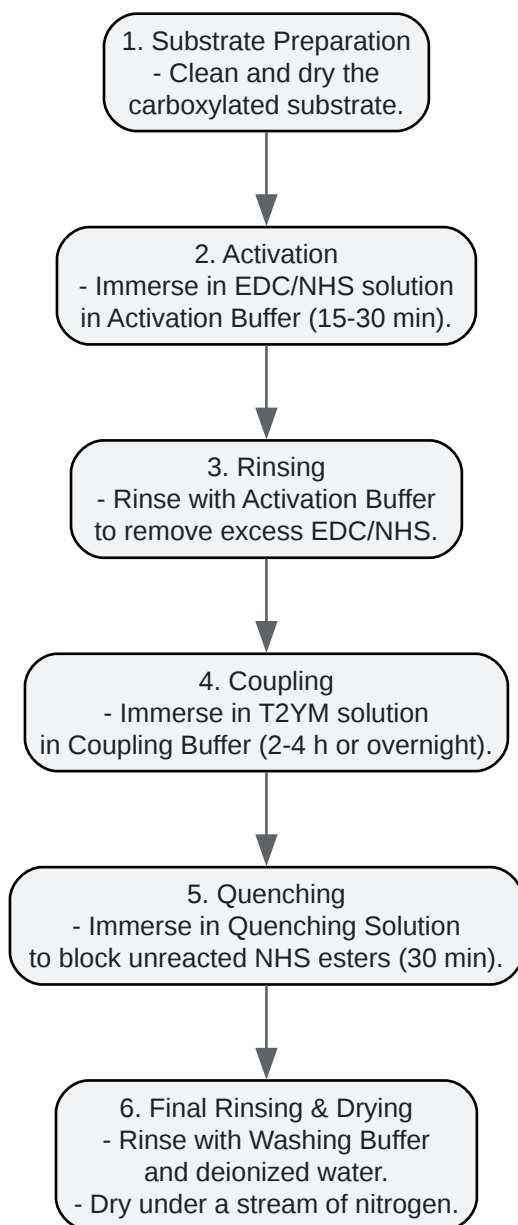 1. Substrate Preparation
- Clean and dry the
carboxylated substrate.
2. Activation
- Immerse in EDC/NHS solution
in Activation Buffer (15-30 min).
3. Rinsing
- Rinse with Activation Buffer
to remove excess EDC/NHS.
4. Coupling
- Immerse in T2YM solution
in Coupling Buffer (2-4 h or overnight).
5. Quenching
- Immerse in Quenching Solution
to block unreacted NHS esters (30 min).
6. Final Rinsing & Drying
- Rinse with Washing Buffer
and deionized water.
- Dry under a stream of nitrogen.